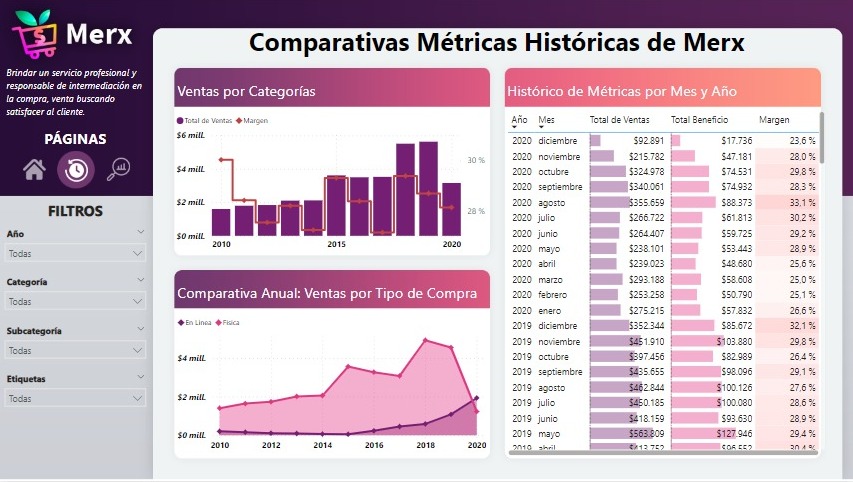 Merx
Brindar un servicio profesional y
responsable de intermediación en
la compra, venta buscando
satisfacer al cliente.
PÁGINAS
FILTROS
Año
Todas
Categoría
Todas
Subcategoría
Todas
Etiquetas
Todas
Comparativas Métricas Históricas de Merx
Ventas por Categorías
Total de Ventas Margen
$6 mill.
$4 mill.
$2 mill.
$0 mill.
30 %
28 %
2010 2015 2020
Comparativa Anual: Ventas por Tipo de Compra
En Linea Fisica
$4 mill.
$2 mill.
$0 mill.
2010 2012 2014 2016 2018 2020
Histórico de Métricas por Mes y Año
Año Mes Total de Ventas Total Beneficio Margen
2020 diciembre $92.891 $17.736 23,6 %
2020 noviembre $215.782 $47.181 28,0 %
2020 octubre $324.978 $74.531 29,8 %
2020 septiembre $340.061 $74.932 28,3 %
2020 agosto $355.659 $88.373 33,1 %
2020 julio $266.722 $61.813 30,2 %
2020 junio $264.407 $59.725 29,2 %
2020 mayo $238.101 $53.443 28,9 %
2020 abril $239.023 $48.680 25,6 %
2020 marzo $293.188 $58.608 25,0 %
2020 febrero $253.258 $50.790 25,1 %
2020 enero $275.215 $57.832 26,6 %
2019 diciembre $352.344 $85.672 32,1 %
2019 noviembre $451.910 $103.880 29,8 %
2019 octubre $397.456 $82.989 26,4 %
2019 septiembre $435.655 $98.096 29,1 %
2019 agosto $462.844 $100.126 27,6 %
2019 julio $450.185 $100.080 28,6 %
2019 junio $418.159 $93.630 28,9 %
2019 mayo $563.809 $127.946 29,4 %
2019 abril $413.752 $96.552 30,4 %